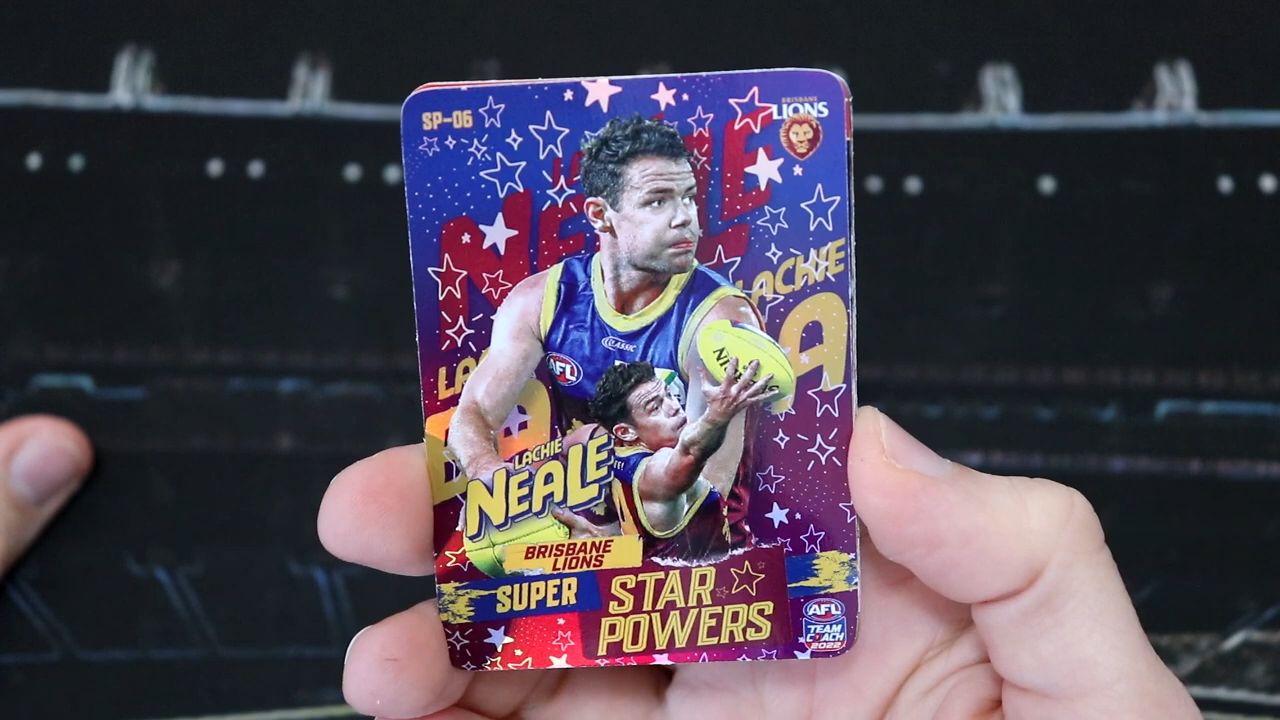 SP-06
BRISBANE
LIONS
NEALE
LACHIE
LACHIE
NEALE
CLASSIC
AFL
BRISBANE
LIONS
SUPER
STAR
POWERS
AFL
TEAM
COACH
2022